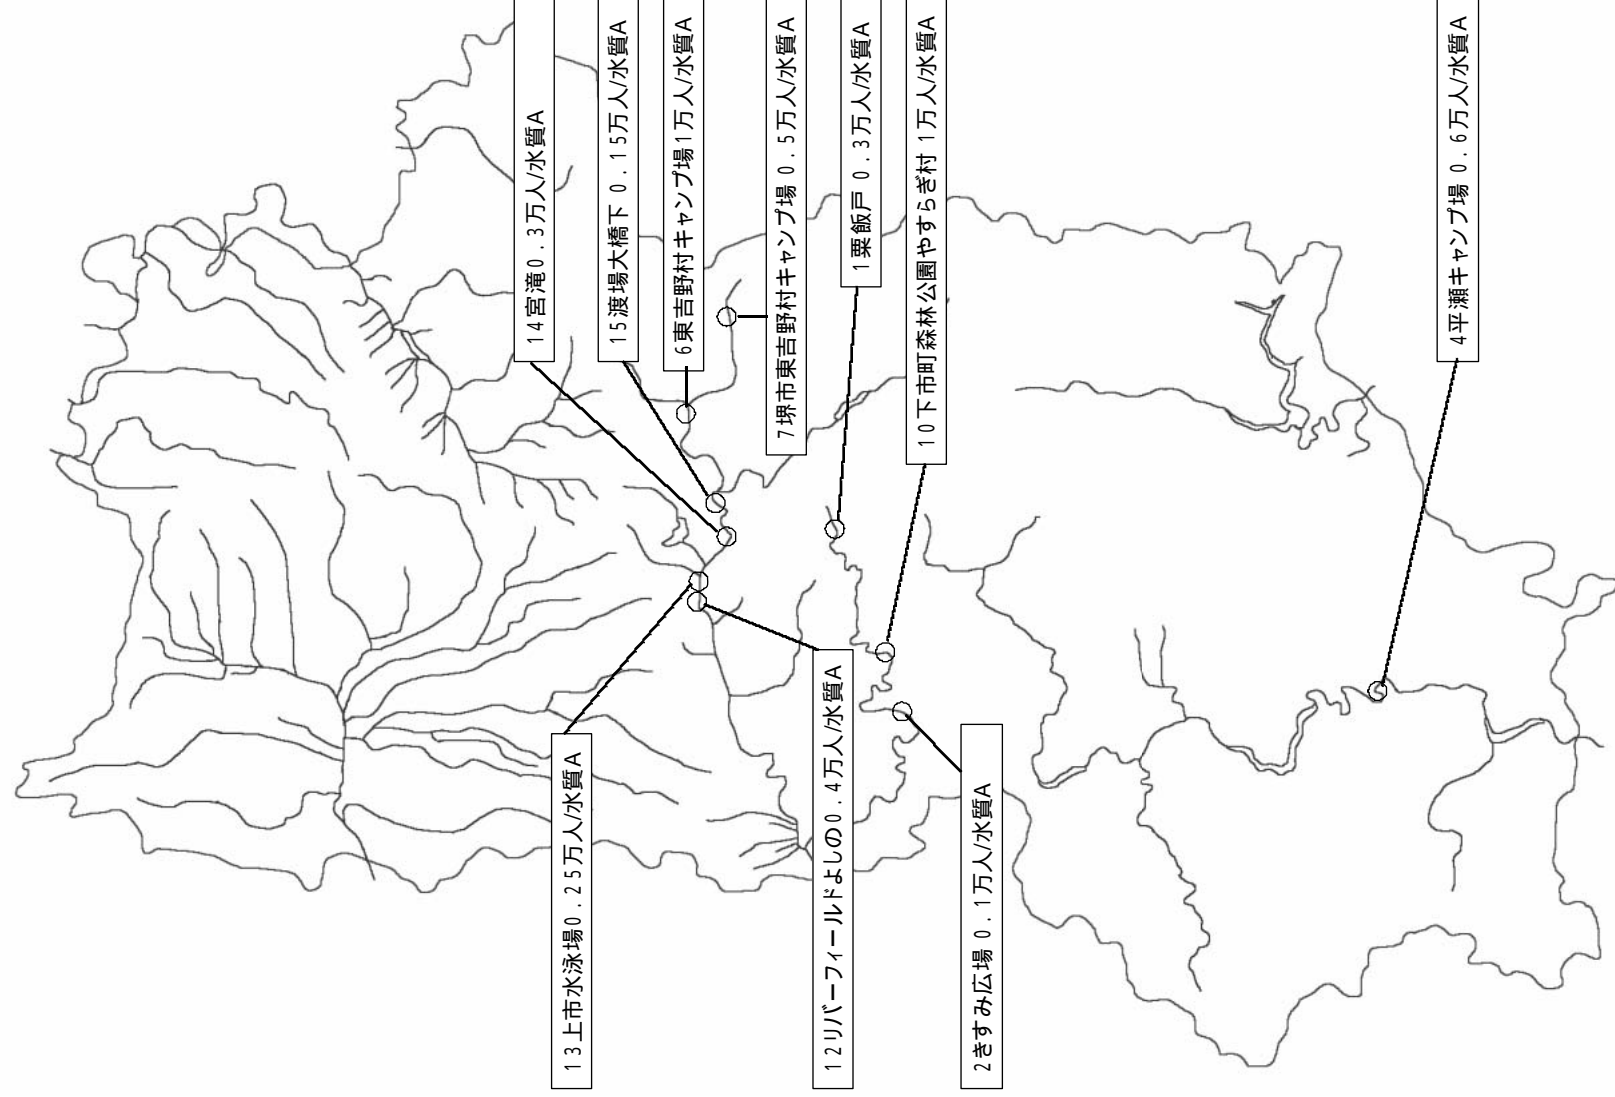 14宮滝0.3万人/水質A
15渡場大橋下 0.15万人/水質A
6東吉野村キャンプ場1万人/水質A
7堺市東吉野村キャンプ場 0.5万人/水質A
1粟飯戸 0.3万人/水質A
10下市町森林公園やすらぎ村 1万人/水質A
4平瀬キャンプ場 0.6万人/水質A
13上市水泳場0.25万人/水質A
12リバーフィールドよしの0.4万人/水質A
2きすみ広場 0.1万人/水質A